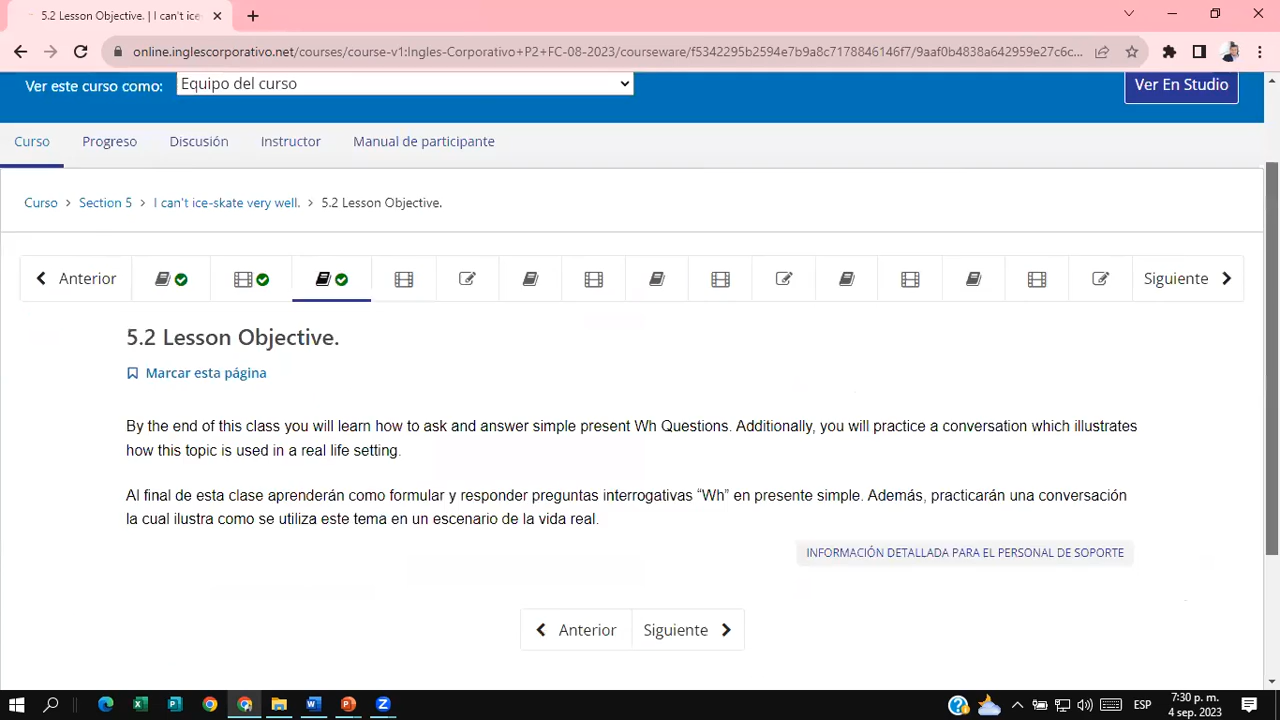 5.2 Lesson Objective. | I can't ice-
online.inglescorporativo.net/courses/course-v1:Ingles-Corporativo+P2+FC-08-2023/courseware/f5342295b2594e7b9a8c7178846146f7/9aaf0b4838a642959e27c6c...
Ver este curso como: Equipo del curso Ver En Studio
Curso Progreso Discusión Instructor Manual de participante
Curso > Section 5 > I can't ice-skate very well. > 5.2 Lesson Objective.
Anterior Siguiente
5.2 Lesson Objective.
Marcar esta página
By the end of this class you will learn how to ask and answer simple present Wh Questions. Additionally, you will practice a conversation which illustrates
how this topic is used in a real life setting.
Al final de esta clase aprenderán como formular y responder preguntas interrogativas “Wh” en presente simple. Además, practicarán una conversación
la cual ilustra como se utiliza este tema en un escenario de la vida real.
INFORMACIÓN DETALLADA PARA EL PERSONAL DE SOPORTE
Anterior Siguiente
ESP
7:30 p. m.
4 sep. 2023